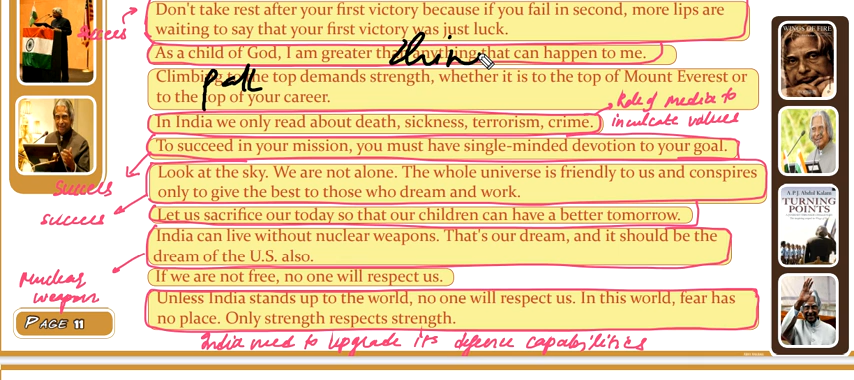 Don't take rest after your first victory because if you fail in second, more lips are
waiting to say that your first victory was just luck.
success
As a child of God, I am greater than anything that can happen to me.
Climbing to the top demands strength, whether it is to the top of Mount Everest or
to the top of your career.
In India we only read about death, sickness, terrorism, crime.
Role of media to
inculcate values
To succeed in your mission, you must have single-minded devotion to your goal.
Look at the sky. We are not alone. The whole universe is friendly to us and conspires
only to give the best to those who dream and work.
success
success
Let us sacrifice our today so that our children can have a better tomorrow.
India can live without nuclear weapons. That's our dream, and it should be the
dream of the U.S. also.
Nuclear
weapon
If we are not free, no one will respect us.
Unless India stands up to the world, no one will respect us. In this world, fear has
no place. Only strength respects strength.
PAGE 11
India need to upgrade its defence capabilities
WINGS OF FIRE
A P J Abdul Kalam
TURNING
POINTS